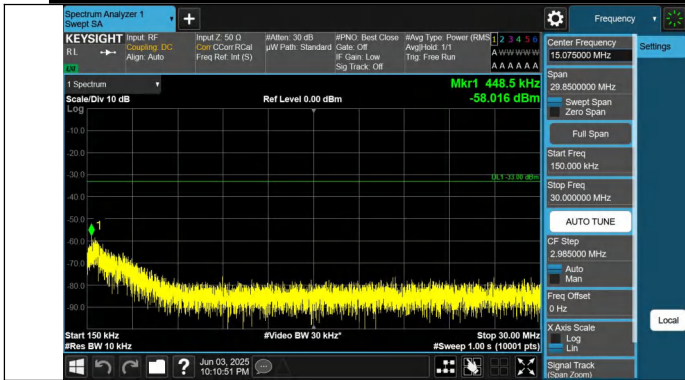 Spectrum Analyzer 1
Swept SA
+
Frequency
KEYSIGHT
Input: RF
Input Z: 50 Ω
#Atten: 30 dB
#PNO: Best Close
#Avg Type: Power (RMS
1 2 3 4 5 6
RL
Coupling: DC
Corr CCorr RCal
µW Path: Standard
Gate: Off
Avg|Hold: 1/1
A W W W W W
Align: Auto
Freq Ref: Int (S)
IF Gain: Low
Trig: Free Run
Sig Track: Off
A A A A A A
1 Spectrum
Mkr1 448.5 kHz
Scale/Div 10 dB
Ref Level 0.00 dBm
-58.016 dBm
Log
-10.0
-20.0
-30.0
DL1 -33.00 dBm
-40.0
-50.0
1
-60.0
-70.0
-80.0
-90.0
Start 150 kHz
#Video BW 30 kHz*
Stop 30.00 MHz
#Res BW 10 kHz
#Sweep 1.00 s (10001 pts)
?
Jun 03, 2025
10:10:51 PM
Center Frequency
15.075000 MHz
Settings
Span
29.8500000 MHz
Swept Span
Zero Span
Full Span
Start Freq
150.000 kHz
Stop Freq
30.000000 MHz
AUTO TUNE
CF Step
2.985000 MHz
Auto
Man
Freq Offset
0 Hz
X Axis Scale
Log
Lin
Local
Signal Track
(Span Zoom)